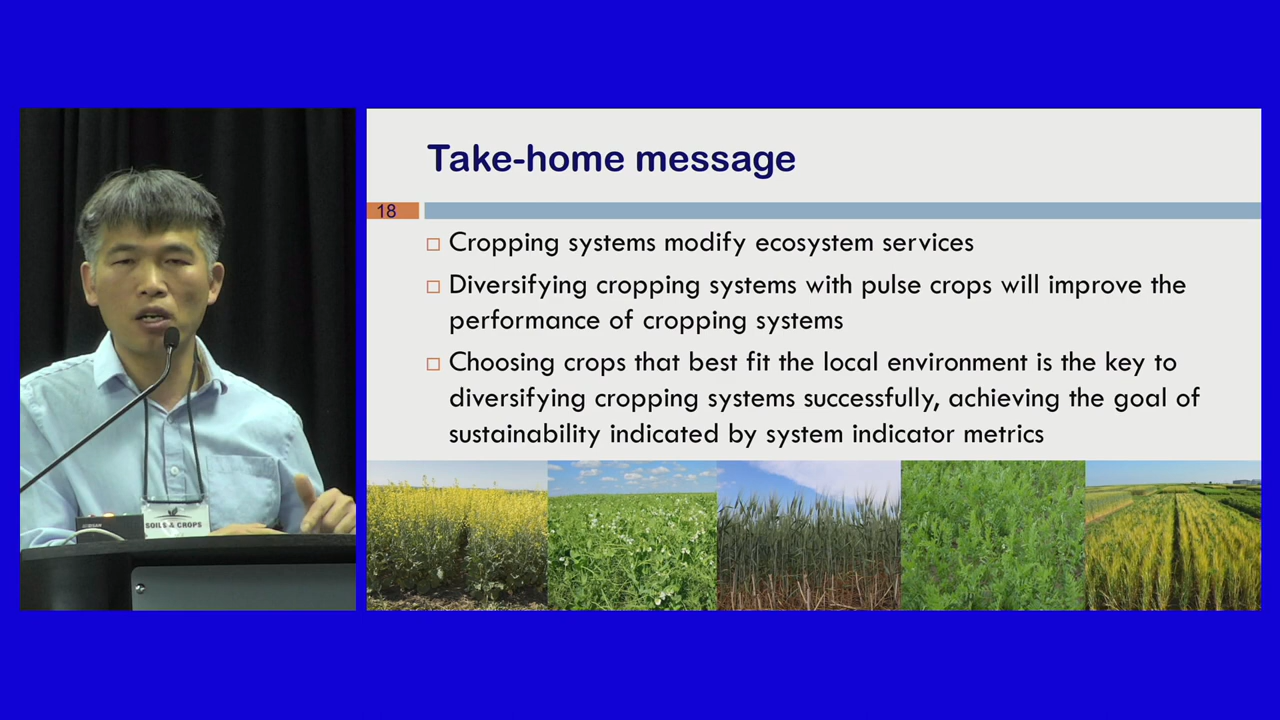 Take-home message
18
Cropping systems modify ecosystem services
Diversifying cropping systems with pulse crops will improve the
performance of cropping systems
Choosing crops that best fit the local environment is the key to
diversifying cropping systems successfully, achieving the goal of
sustainability indicated by system indicator metrics
SOILS & CROPS